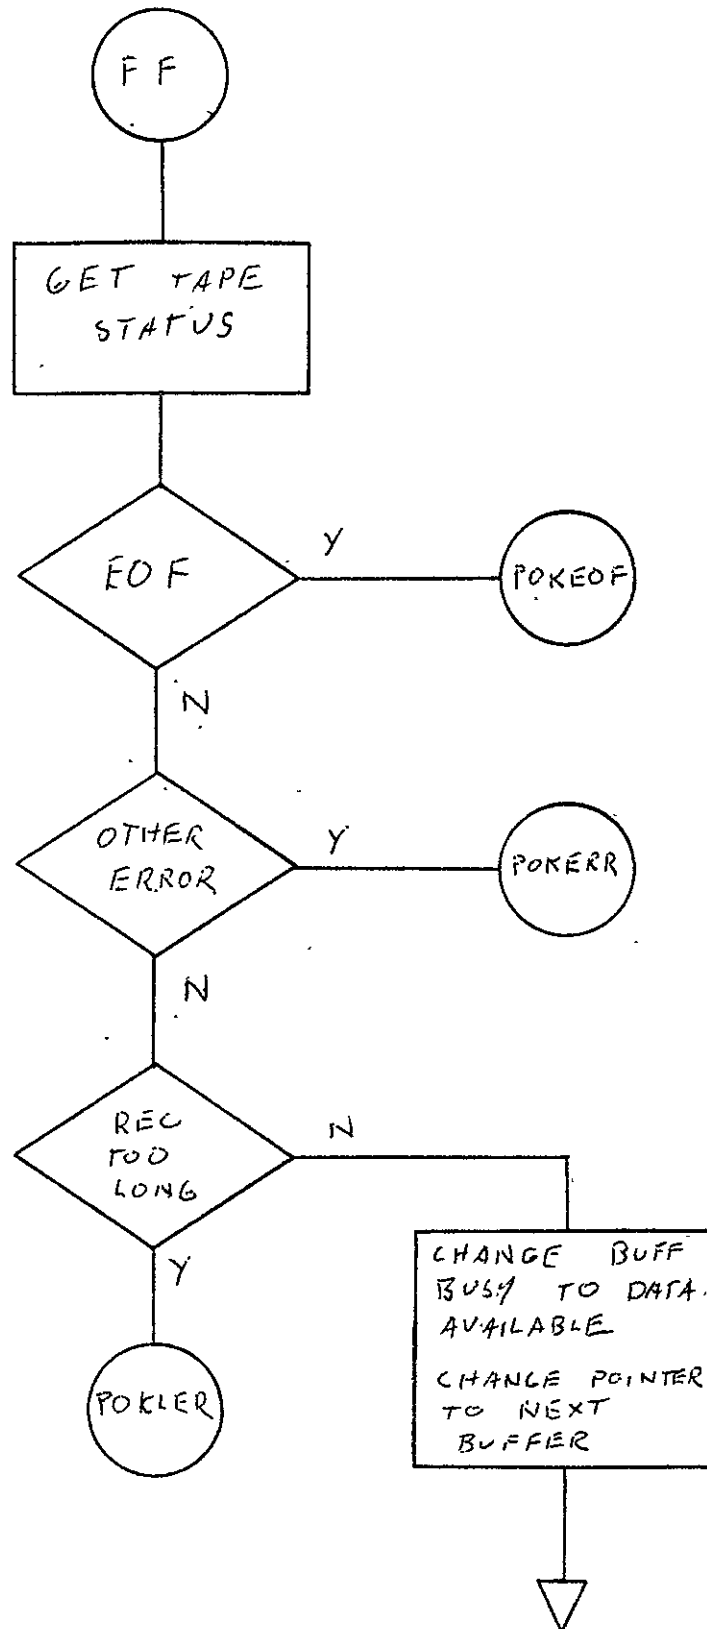 FF
GET TAPE
STATUS
EOF
Y
POKEOF
N
OTHER
ERROR
Y
POKERR
N
REC
TOO
LONG
N
Y
CHANGE BUFF
BUSY TO DATA
AVAILABLE
CHANGE POINTER
TO NEXT
BUFFER
POKLER